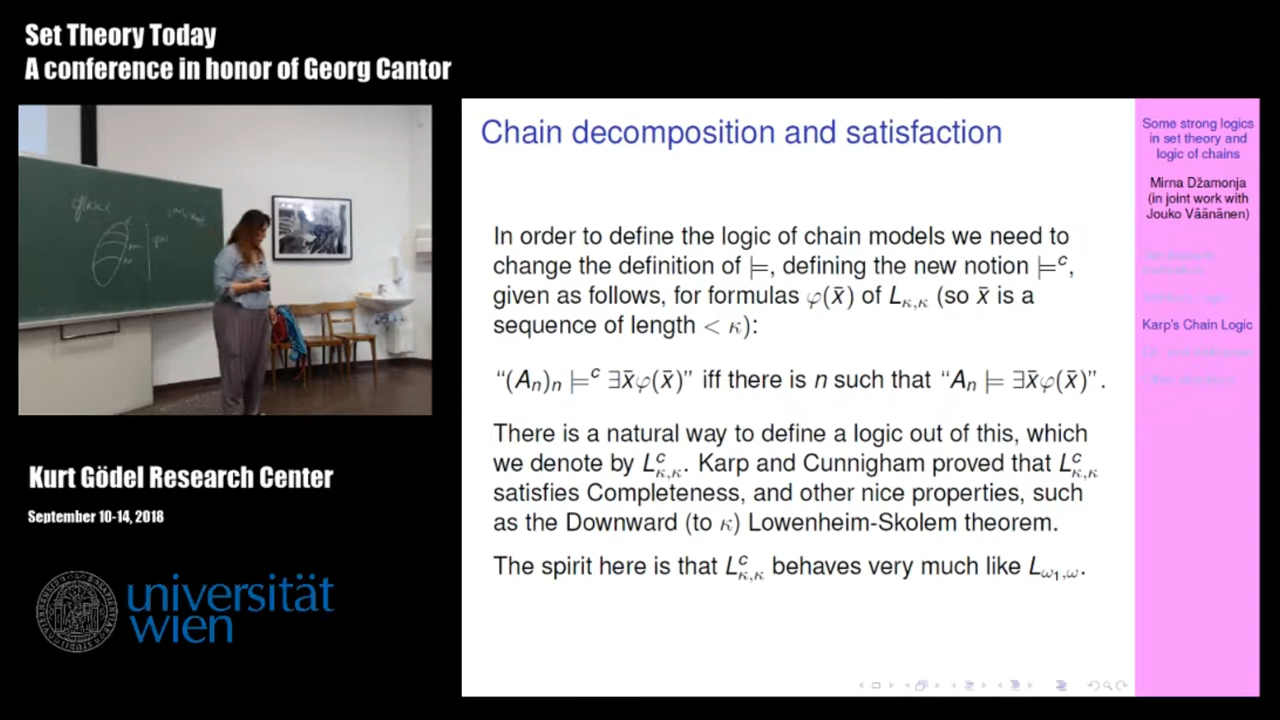 Set Theory Today
A conference in honor of Georg Cantor
Kurt Gödel Research Center
September 10-14, 2018
universität
wien
Chain decomposition and satisfaction
In order to define the logic of chain models we need to
change the definition of ⊨, defining the new notion ⊨ᶜ,
given as follows, for formulas φ(x̄) of L_{κ,κ} (so x̄ is a
sequence of length < κ):
“(Aₙ)ₙ ⊨ᶜ ∃x̄φ(x̄)” iff there is n such that “Aₙ ⊨ ∃x̄φ(x̄)”.
There is a natural way to define a logic out of this, which
we denote by L^c_{κ,κ}. Karp and Cunnigham proved that L^c_{κ,κ}
satisfies Completeness, and other nice properties, such
as the Downward (to κ) Lowenheim-Skolem theorem.
The spirit here is that L^c_{κ,κ} behaves very much like L_{ω₁,ω}.
Some strong logics
in set theory and
logic of chains
Mirna Džamonja
(in joint work with
Jouko Väänänen)
Karp's Chain Logic